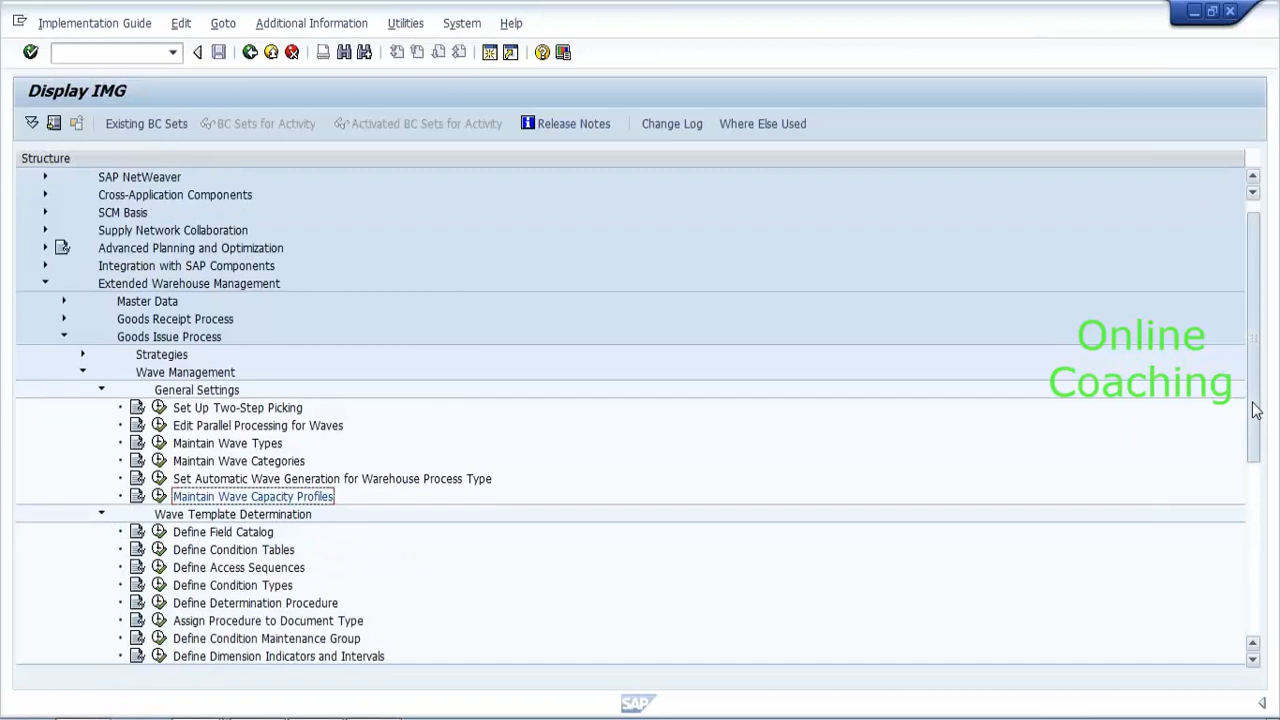 Implementation Guide Edit Goto Additional Information Utilities System Help
Display IMG
Existing BC Sets BC Sets for Activity Activated BC Sets for Activity Release Notes Change Log Where Else Used
Structure
SAP NetWeaver
Cross-Application Components
SCM Basis
Supply Network Collaboration
Advanced Planning and Optimization
Integration with SAP Components
Extended Warehouse Management
Master Data
Goods Receipt Process
Goods Issue Process
Strategies
Wave Management
General Settings
Set Up Two-Step Picking
Edit Parallel Processing for Waves
Maintain Wave Types
Maintain Wave Categories
Set Automatic Wave Generation for Warehouse Process Type
Maintain Wave Capacity Profiles
Wave Template Determination
Define Field Catalog
Define Condition Tables
Define Access Sequences
Define Condition Types
Define Determination Procedure
Assign Procedure to Document Type
Define Condition Maintenance Group
Define Dimension Indicators and Intervals
Online
Coaching
SAP